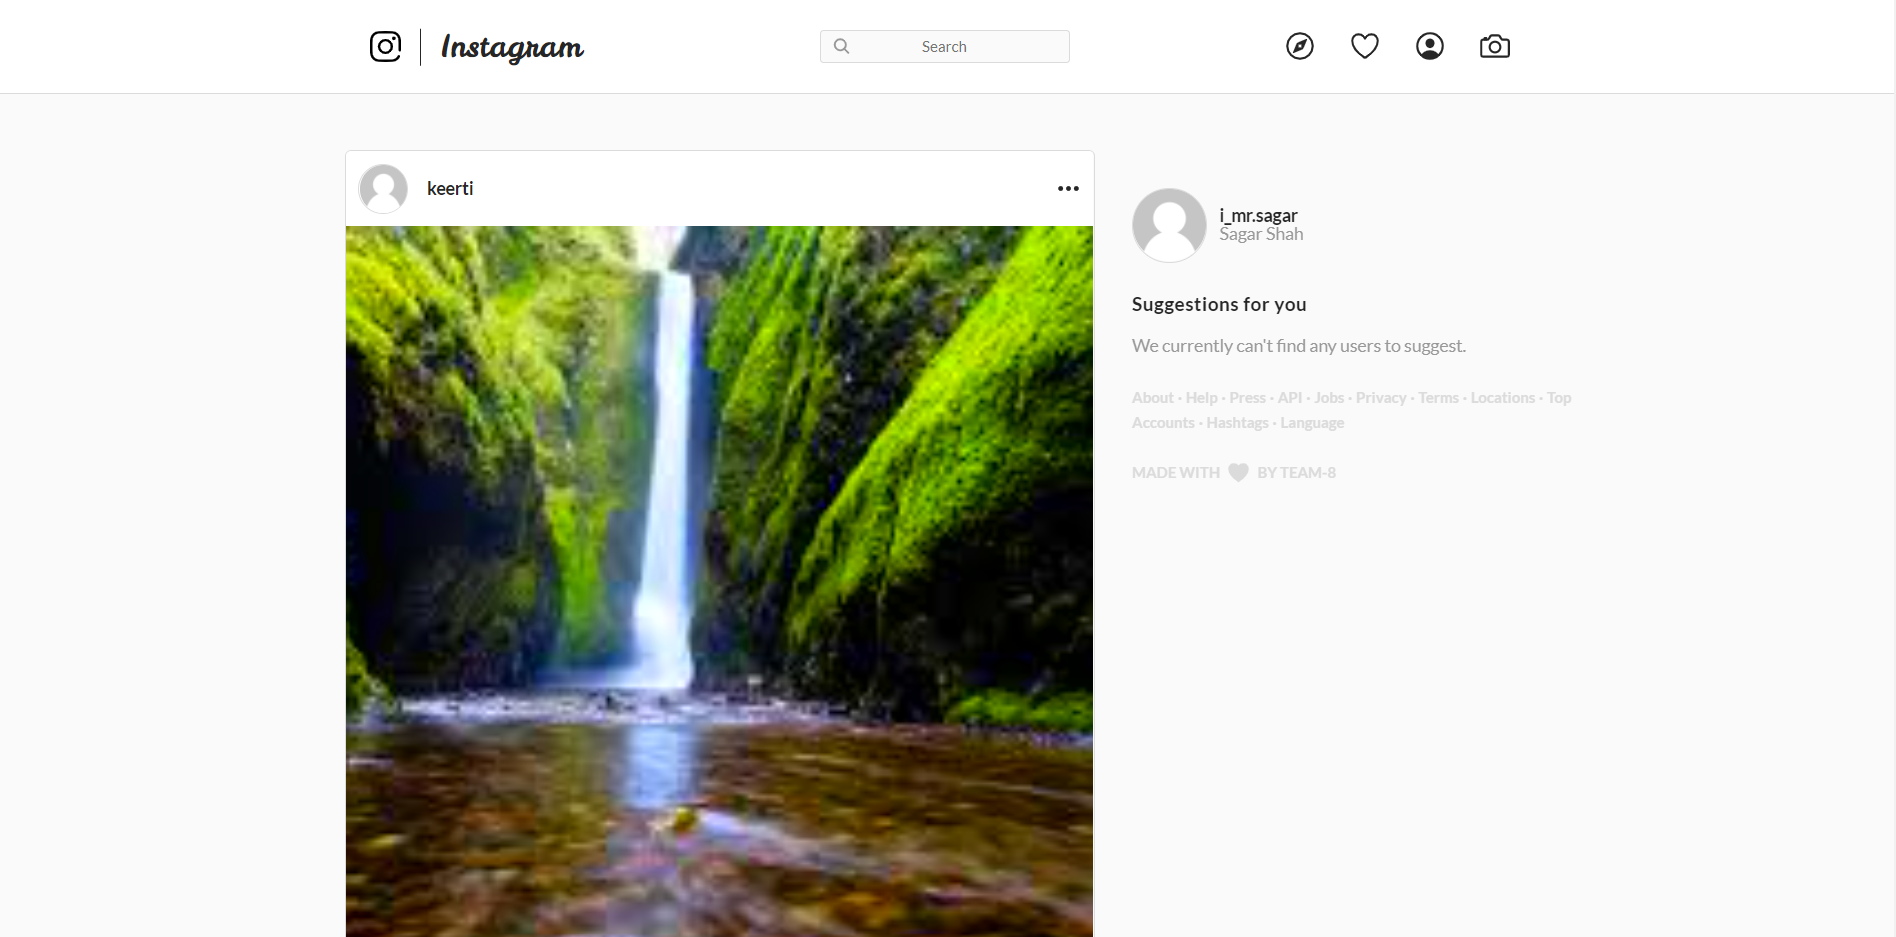 Instagram
Search
keerti
i_mr.sagar
Sagar Shah
Suggestions for you
We currently can't find any users to suggest.
About · Help · Press · API · Jobs · Privacy · Terms · Locations · Top
Accounts · Hashtags · Language
MADE WITH BY TEAM-8